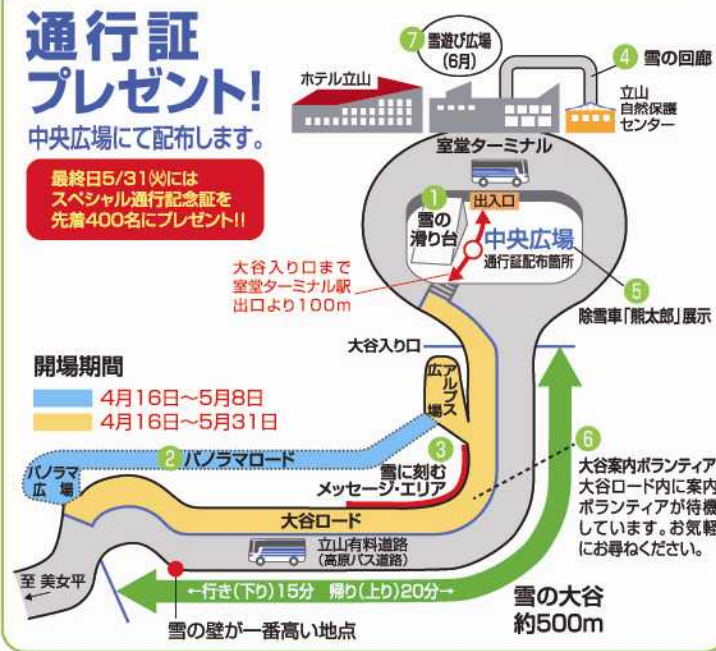 通行証
プレゼント!
中央広場にて配布します。
最終日5/31(火)には
スペシャル通行記念証を
先着400名にプレゼント!!
7 雪遊び広場
(6月)
4 雪の回廊
ホテル立山
立山
自然保護
センター
室堂ターミナル
出入口
1
雪の
滑り台
中央広場
通行証配布箇所
大谷入り口まで
室堂ターミナル駅
出口より100m
5
除雪車「熊太郎」展示
大谷入り口
開場期間
4月16日〜5月8日
4月16日〜5月31日
アルプス
広場
2 パノラマロード
パノラマ
広場
3
雪に刻む
メッセージ・エリア
6
大谷案内ボランティア
大谷ロード内に案内
ボランティアが待機
しています。お気軽
にお尋ねください。
大谷ロード
立山有料道路
(高原バス道路)
至 美女平
←
←行き(下り)15分 帰り(上り)20分→
雪の大谷
約500m
雪の壁が一番高い地点